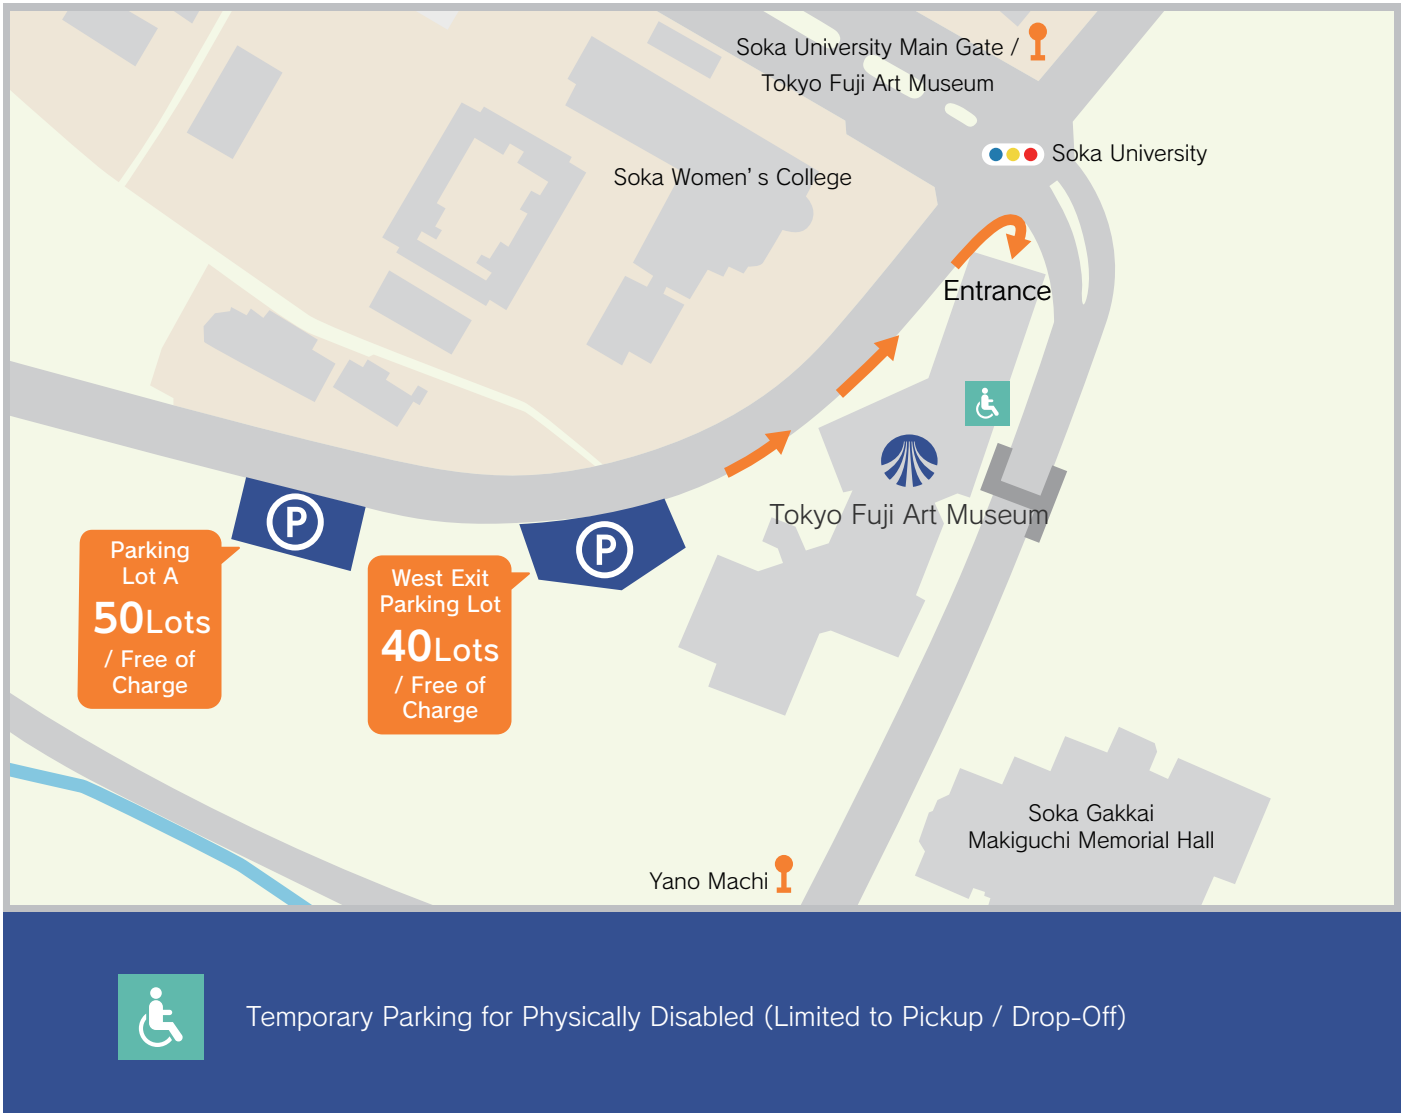 Soka University Main Gate /
Tokyo Fuji Art Museum
Soka University
Soka Women’s College
Entrance
Tokyo Fuji Art Museum
P
P
Parking
Lot A
50Lots
/ Free of
Charge
West Exit
Parking Lot
40Lots
/ Free of
Charge
Soka Gakkai
Makiguchi Memorial Hall
Yano Machi
Temporary Parking for Physically Disabled (Limited to Pickup / Drop-Off)